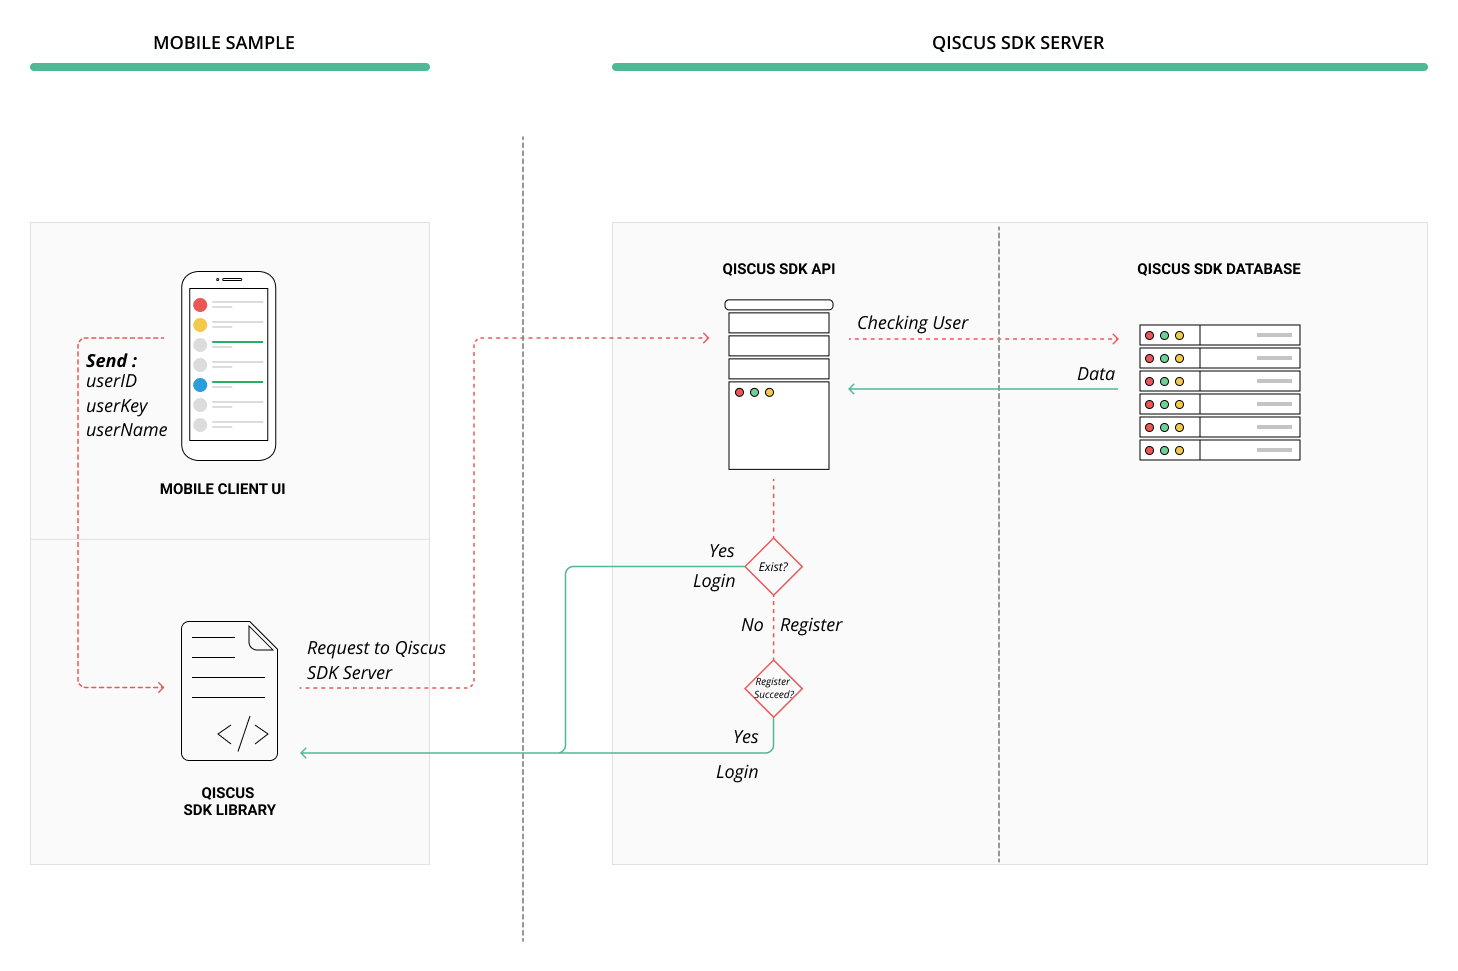 MOBILE SAMPLE
QISCUS SDK SERVER
QISCUS SDK API
QISCUS SDK DATABASE
Checking User
Data
Send :
userID
userKey
userName
MOBILE CLIENT UI
Yes
Login
Exist?
No
Register
Request to Qiscus
SDK Server
Register
Succeed?
Yes
Login
</>
QISCUS
SDK LIBRARY